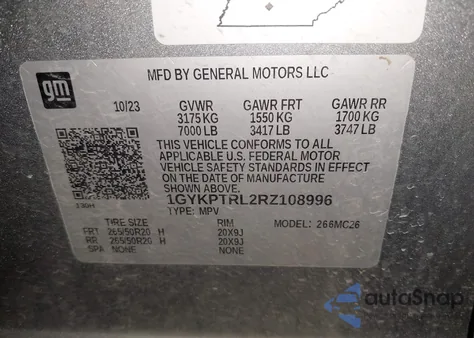 gm
MFD BY GENERAL MOTORS LLC
10/23 GVWR GAWR FRT GAWR RR
3175 KG 1550 KG 1700 KG
7000 LB 3417 LB 3747 LB
THIS VEHICLE CONFORMS TO ALL
APPLICABLE U.S. FEDERAL MOTOR
VEHICLE SAFETY STANDARDS IN EFFECT
ON THE DATE OF MANUFACTURE
SHOWN ABOVE.
1GYKPTRL2RZ108996
TYPE: MPV MODEL: 266MC26
TIRE SIZE RIM
FRT 265/50R20 H 20X9J
RR 265/50R20 H 20X9J
SPA NONE NONE
autoSnap